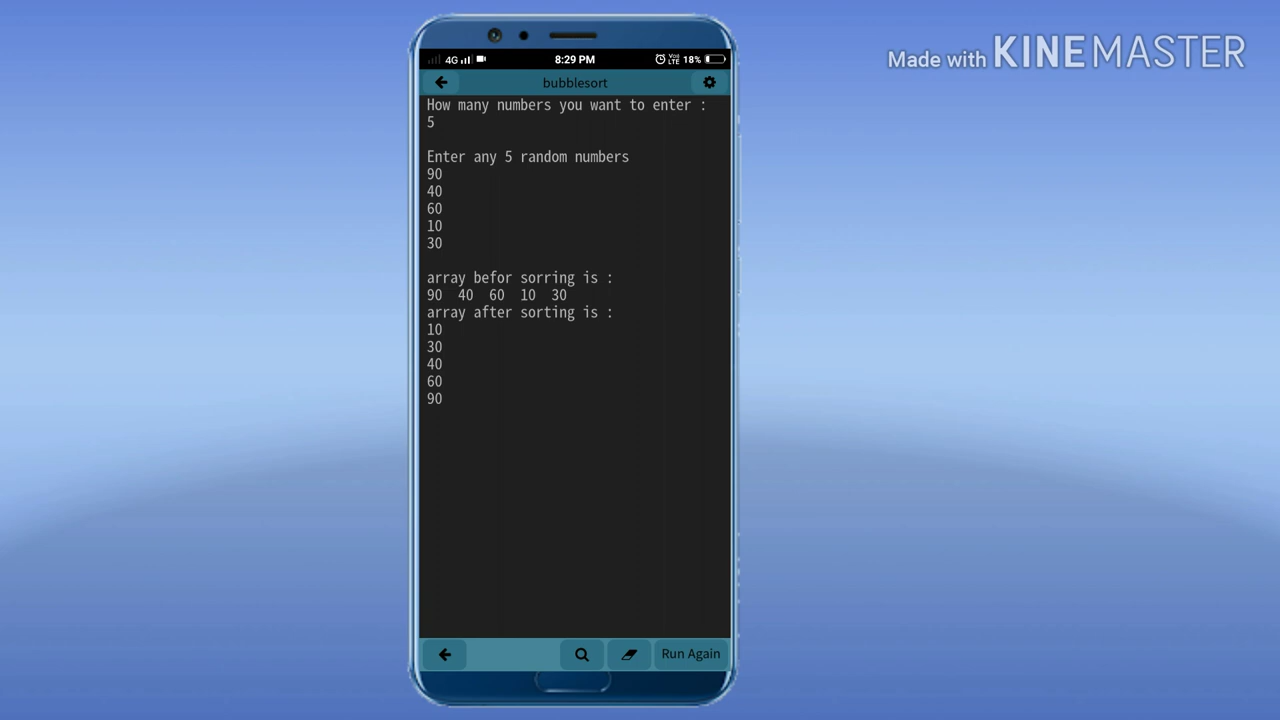 Made with KINEMASTER
4G 8:29 PM Vo) LTE 18%
bubblesort
How many numbers you want to enter :
5
Enter any 5 random numbers
90
40
60
10
30
array befor sorring is :
90 40 60 10 30
array after sorting is :
10
30
40
60
90
Run Again